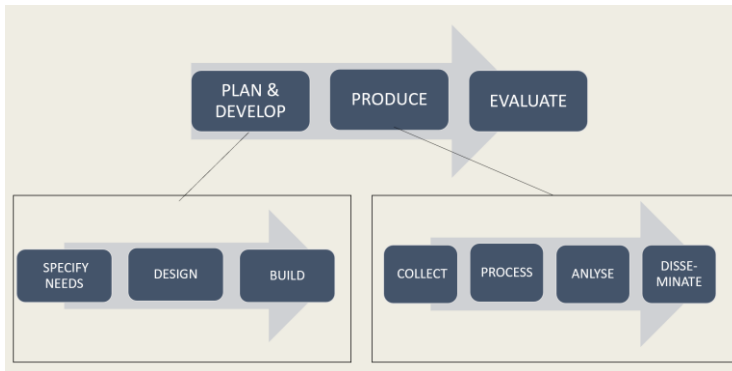 PLAN &
DEVELOP
PRODUCE
EVALUATE
SPECIFY
NEEDS
DESIGN
BUILD
COLLECT
PROCESS
ANLYSE
DISSE-
MINATE